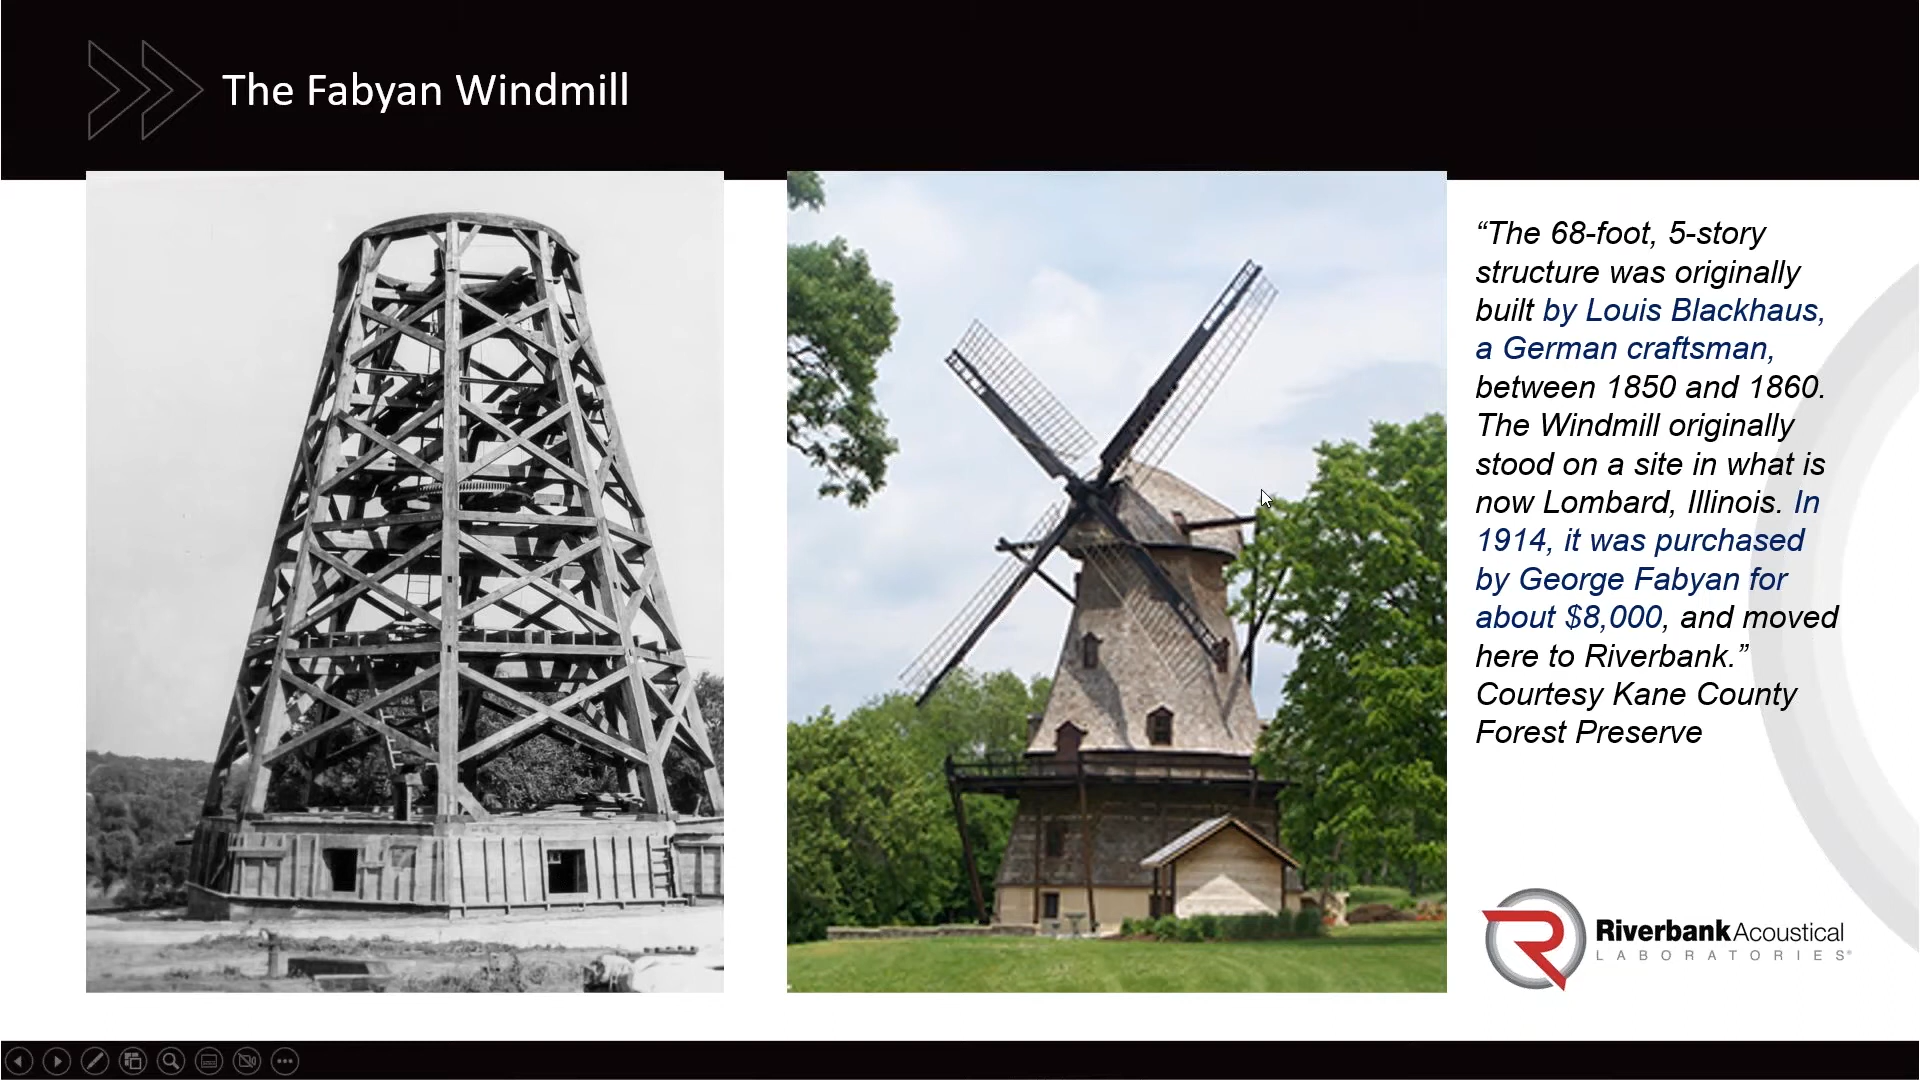 The Fabyan Windmill
“The 68-foot, 5-story
structure was originally
built by Louis Blackhaus,
a German craftsman,
between 1850 and 1860.
The Windmill originally
stood on a site in what is
now Lombard, Illinois. In
1914, it was purchased
by George Fabyan for
about $8,000, and moved
here to Riverbank.”
Courtesy Kane County
Forest Preserve
RiverbankAcoustical
LABORATORIES®